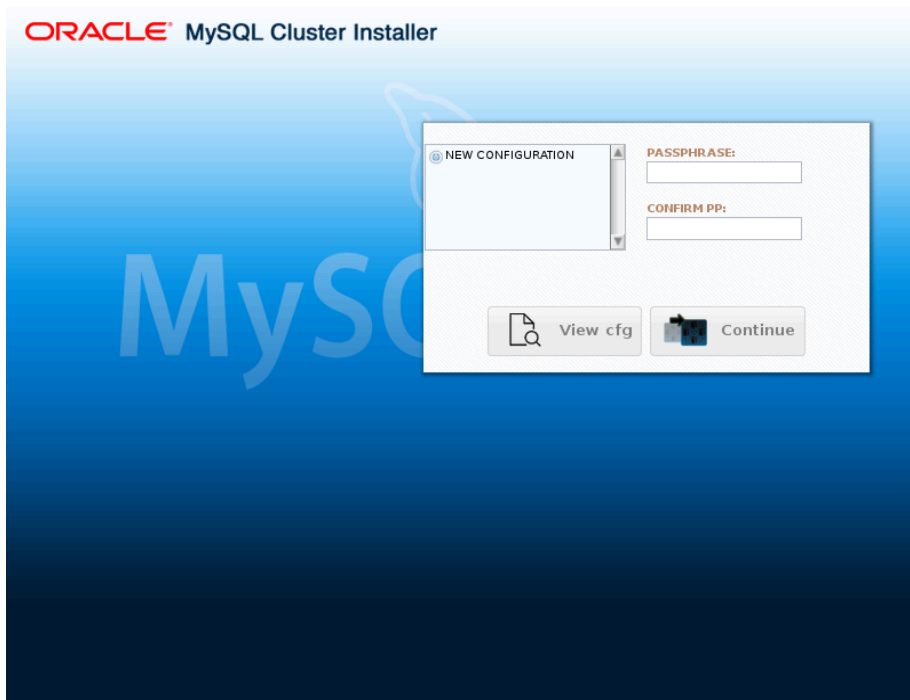 ORACLE® MySQL Cluster Installer
NEW CONFIGURATION
PASSPHRASE:
CONFIRM PP:
MySQ
View cfg
Continue